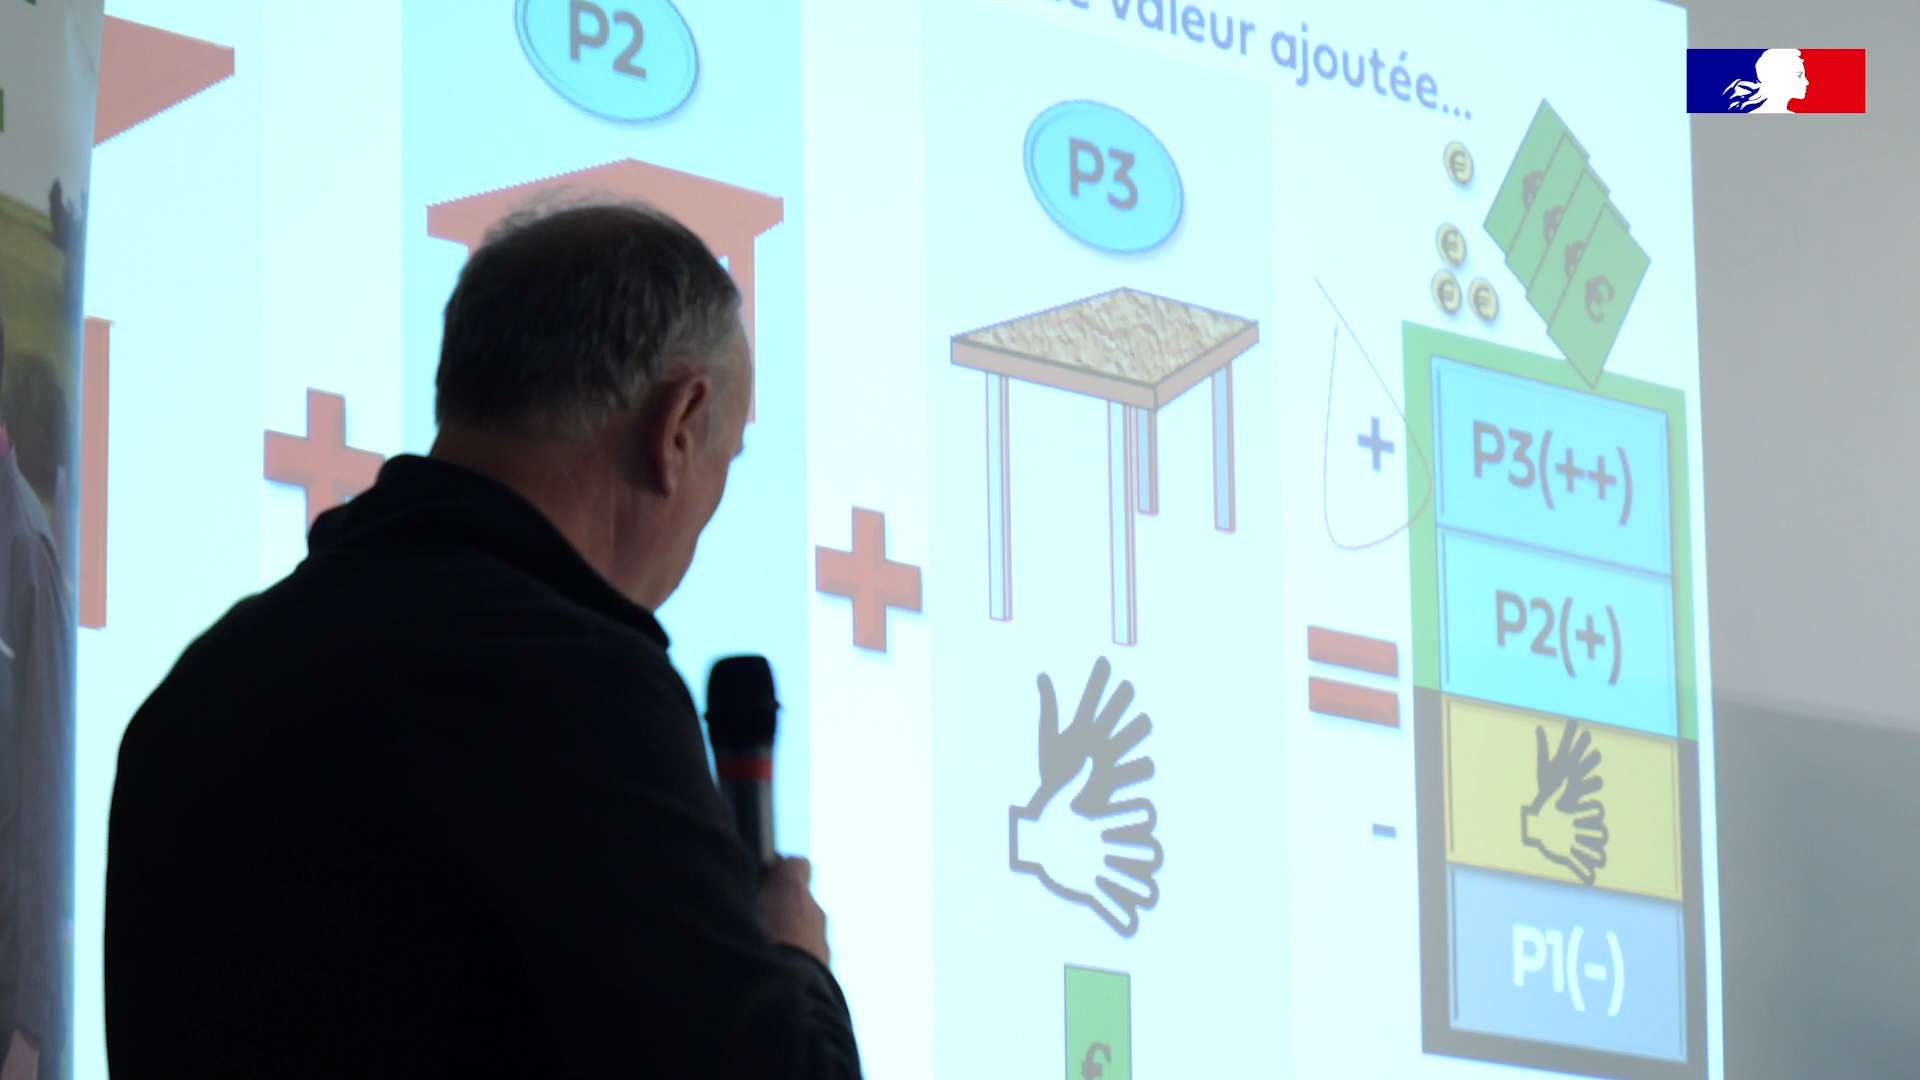 valeur ajoutée...
P2
P3
€
€
€
€
€
€
€
€
+
P3(++)
P2(+)
-
P1(-)
€